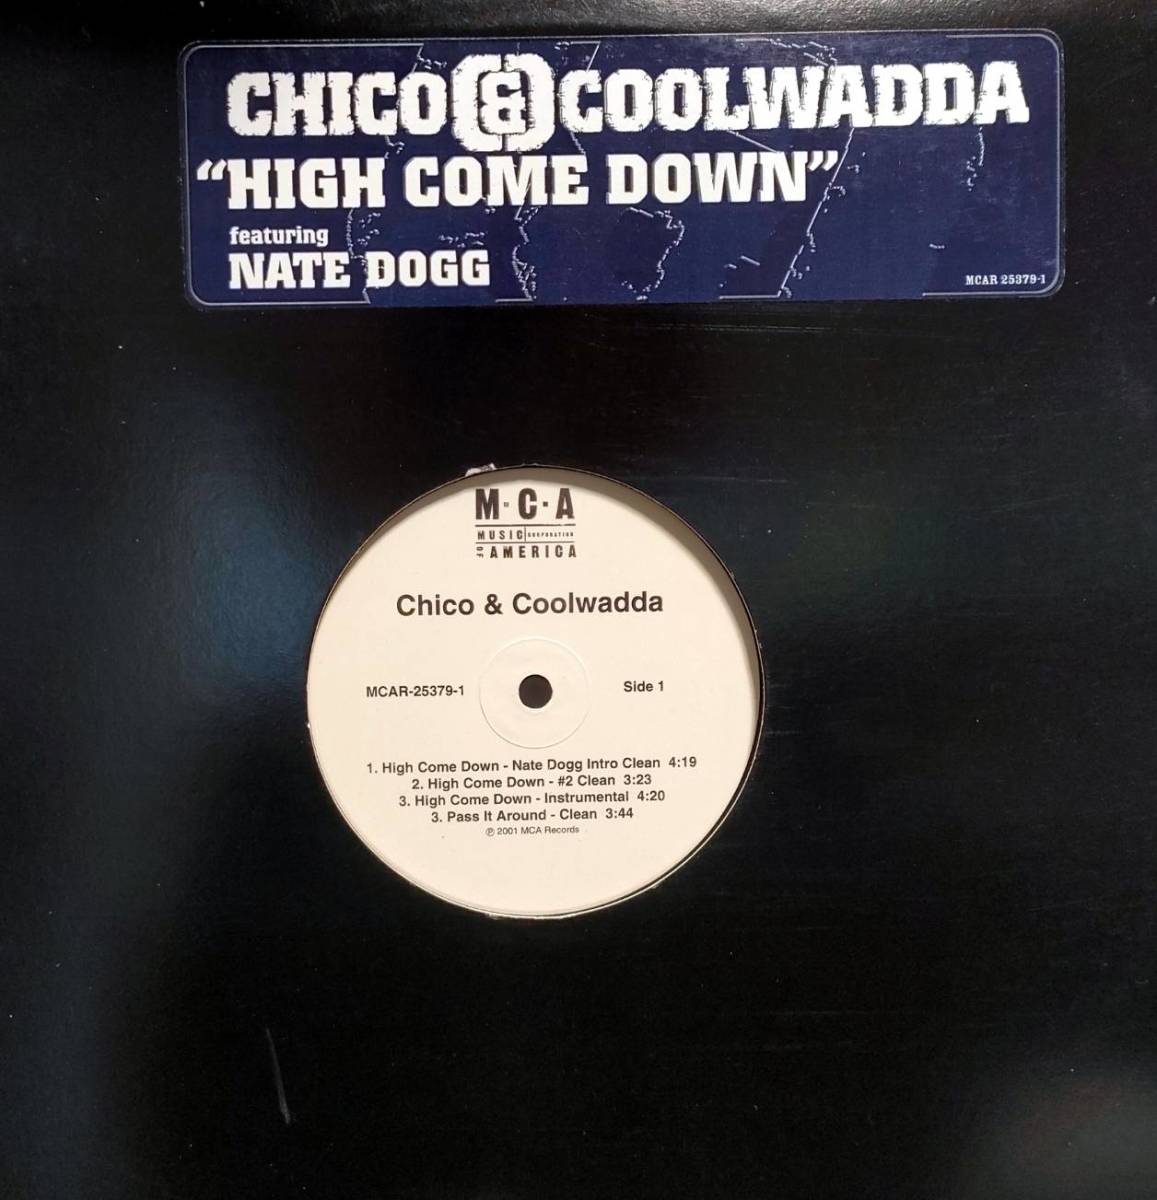 CHICO & COOLWADDA
“HIGH COME DOWN”
featuring
NATE DOGG
MCAR 25379-1
M·C·A
MUSIC CORPORATION
OF AMERICA
Chico & Coolwadda
MCAR-25379-1
Side 1
1. High Come Down - Nate Dogg Intro Clean 4:19
2. High Come Down - #2 Clean 3:23
3. High Come Down - Instrumental 4:20
3. Pass It Around - Clean 3:44
℗ 2001 MCA Records